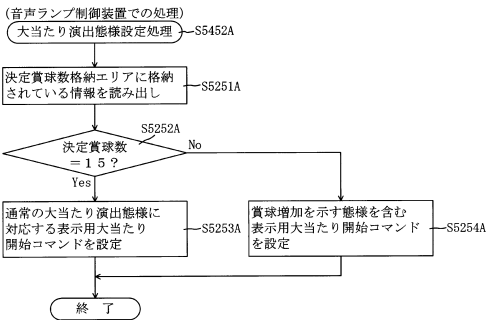 (音声ランプ制御装置での処理)
大当たり演出態様設定処理
S5452A
決定賞球数格納エリアに格納
されている情報を読み出し
S5251A
S5252A
決定賞球数
=15?
No
Yes
通常の大当たり演出態様に
対応する表示用大当たり
開始コマンドを設定
S5253A
賞球増加を示す態様を含む
表示用大当たり開始コマンド
を設定
S5254A
終 了